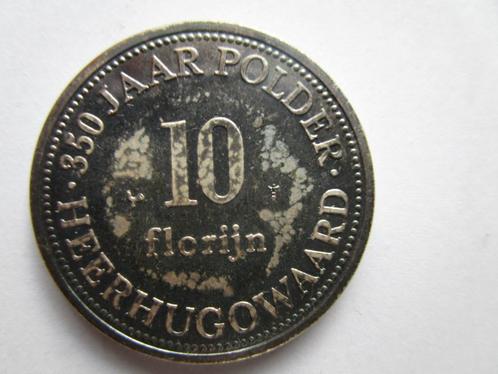 · 350 JAAR POLDER ·
HEERHUGOWAARD
10
florijn